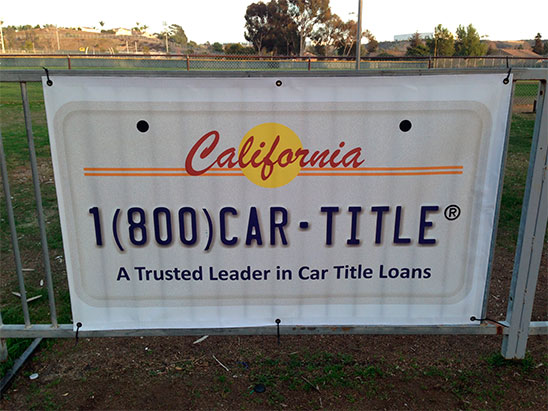 California
1(800)CAR-TITLE®
A Trusted Leader in Car Title Loans